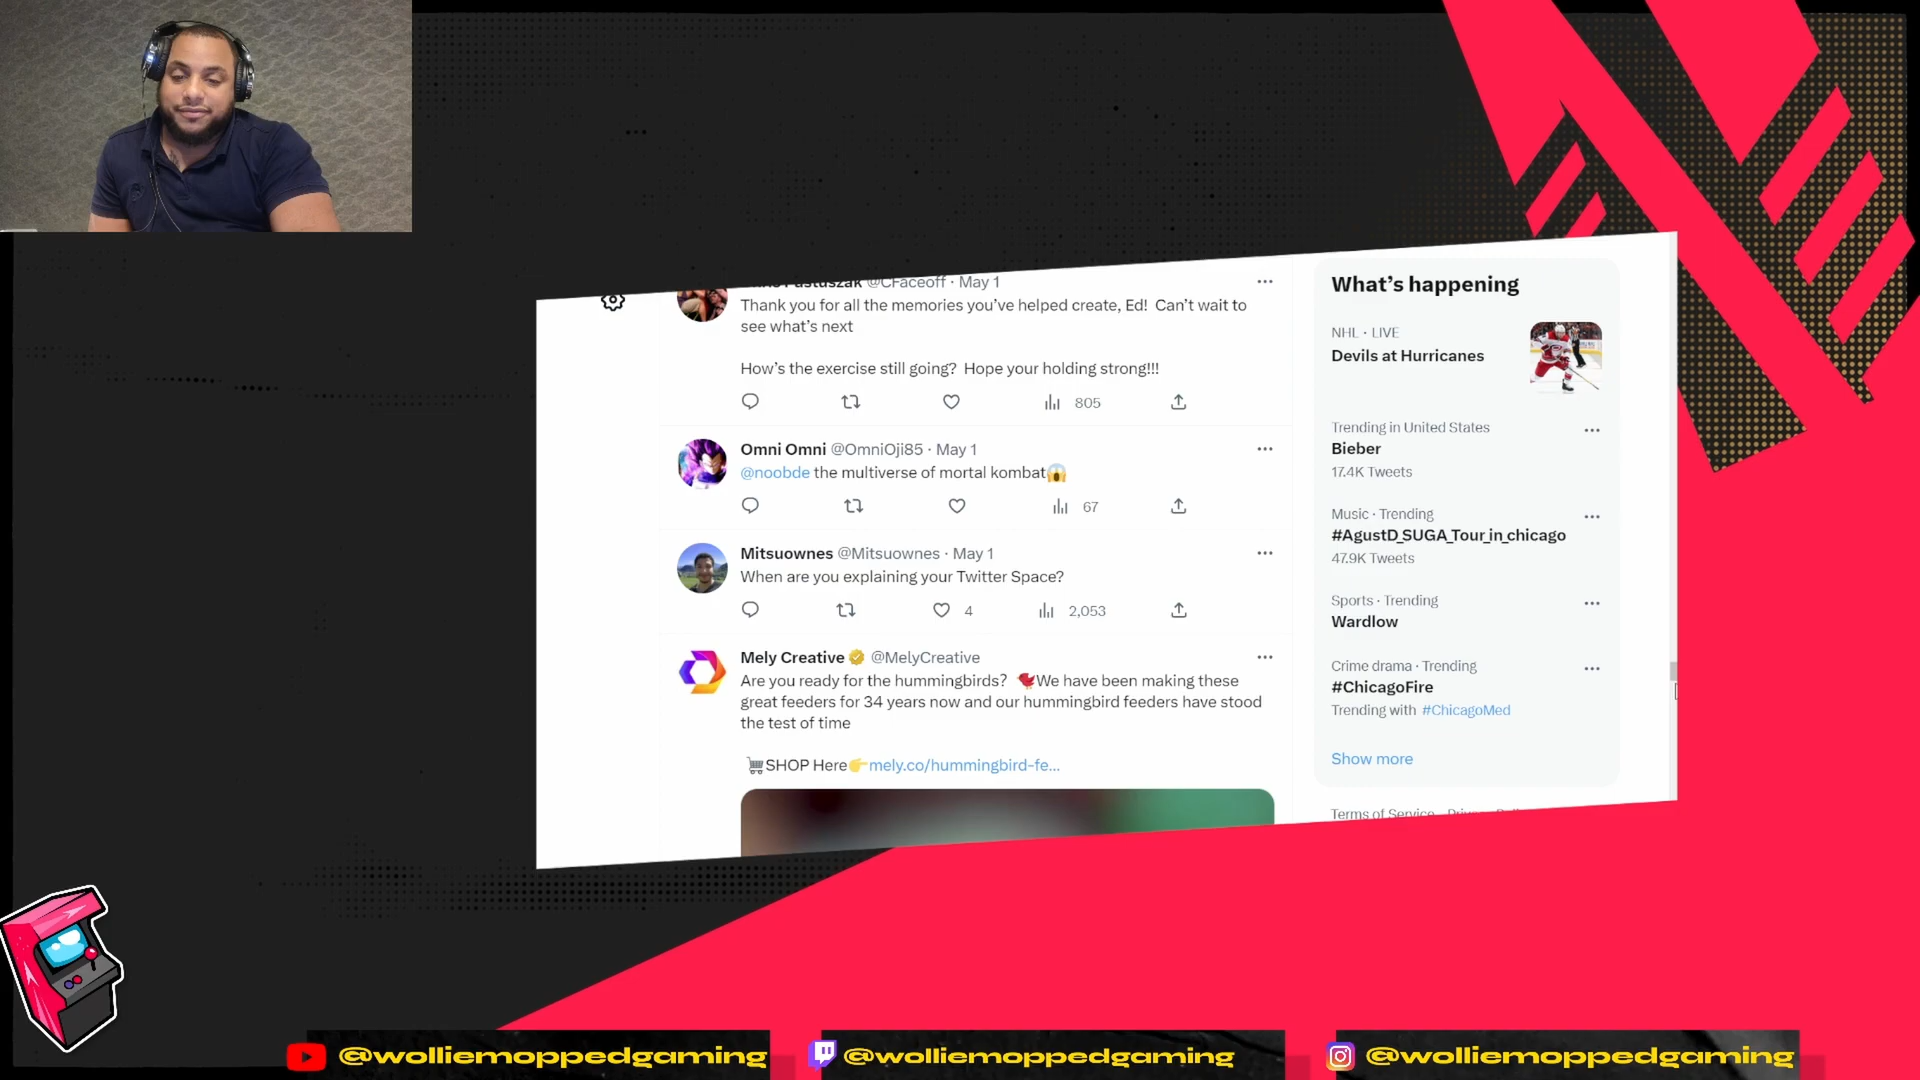 @CFaceoff · May 1
Thank you for all the memories you’ve helped create, Ed! Can’t wait to
see what’s next
How’s the exercise still going? Hope your holding strong!!!
805
Omni Omni @OmniOji85 · May 1
@noobde the multiverse of mortal kombat😱
67
Mitsuownes @Mitsuownes · May 1
When are you explaining your Twitter Space?
4 2,053
Mely Creative @MelyCreative
Are you ready for the hummingbirds? 🐦We have been making these
great feeders for 34 years now and our hummingbird feeders have stood
the test of time
🛒SHOP Here👉mely.co/hummingbird-fe...
What’s happening
NHL · LIVE
Devils at Hurricanes
Trending in United States
Bieber
17.4K Tweets
Music · Trending
#AgustD_SUGA_Tour_in_chicago
47.9K Tweets
Sports · Trending
Wardlow
Crime drama · Trending
#ChicagoFire
Trending with #ChicagoMed
Show more
Terms of Service
@wolliemoppedgaming
@wolliemoppedgaming
@wolliemoppedgaming